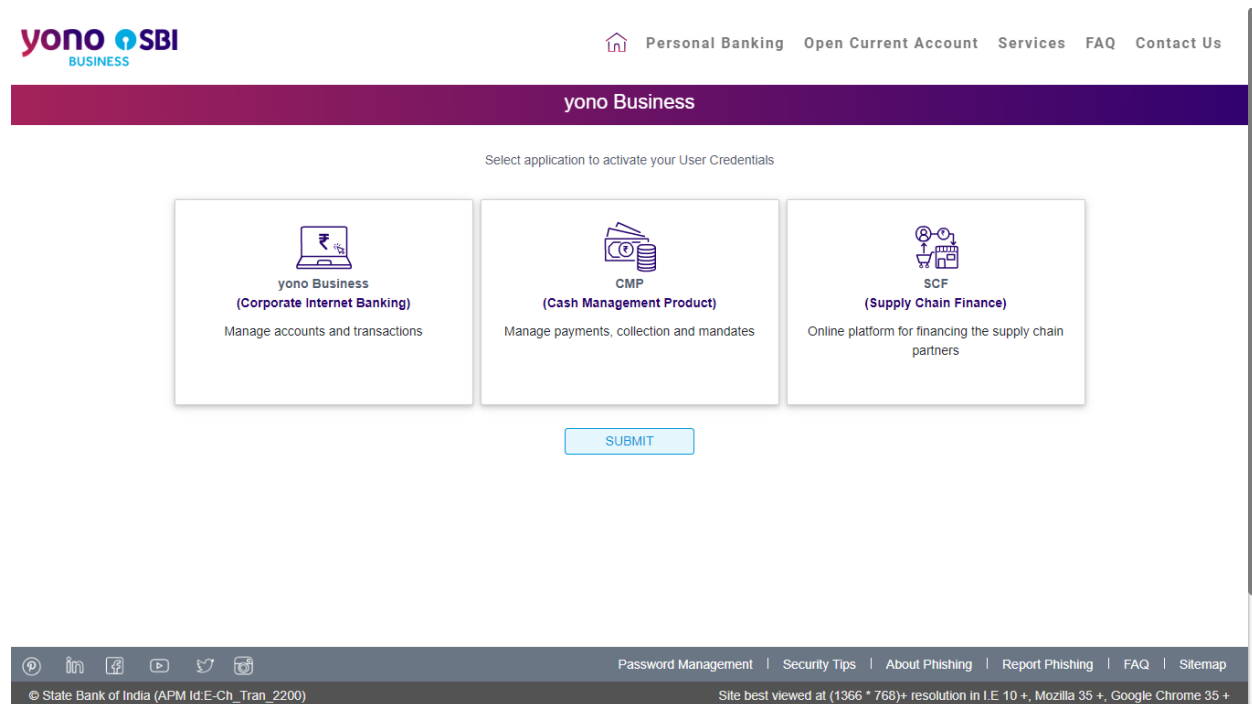 yono SBI
BUSINESS
Personal Banking Open Current Account Services FAQ Contact Us
yono Business
Select application to activate your User Credentials
yono Business
(Corporate Internet Banking)
Manage accounts and transactions
CMP
(Cash Management Product)
Manage payments, collection and mandates
SCF
(Supply Chain Finance)
Online platform for financing the supply chain
partners
SUBMIT
Password Management | Security Tips | About Phishing | Report Phishing | FAQ | Sitemap
© State Bank of India (APM Id:E-Ch_Tran_2200) Site best viewed at (1366 * 768)+ resolution in I.E 10 +, Mozilla 35 +, Google Chrome 35 +